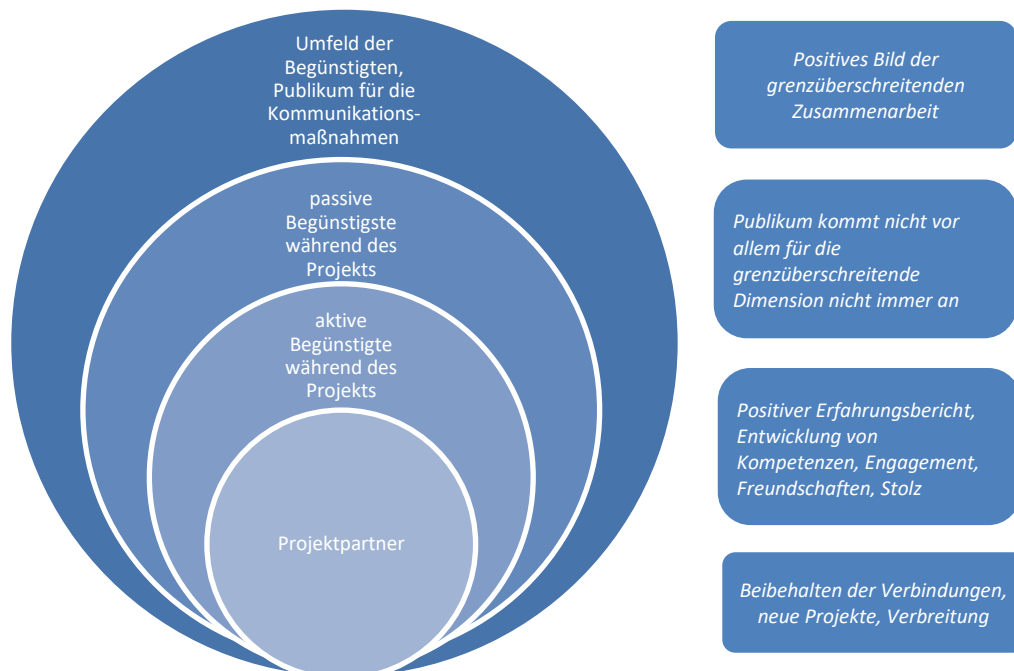 Umfeld der
Begünstigten,
Publikum für die
Kommunikations-
maßnahmen
Positives Bild der
grenzüberschreitenden
Zusammenarbeit
passive
Begünstigste
während des
Projekts
Publikum kommt nicht vor
allem für die
grenzüberschreitende
Dimension nicht immer an
aktive
Begünstigte
während des
Projekts
Positiver Erfahrungsbericht,
Entwicklung von
Kompetenzen, Engagement,
Freundschaften, Stolz
Projektpartner
Beibehalten der Verbindungen,
neue Projekte, Verbreitung